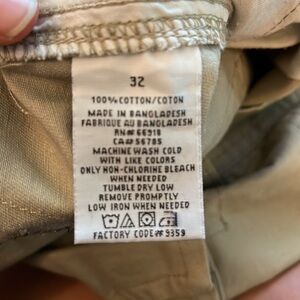 32
100% COTTON/COTON
MADE IN BANGLADESH
FABRIQUE AU BANGLADESH
RN# 66918
CA# 56785
MACHINE WASH COLD
WITH LIKE COLORS
ONLY NON-CHLORINE BLEACH
WHEN NEEDED
TUMBLE DRY LOW
REMOVE PROMPTLY
LOW IRON WHEN NEEDED
FACTORY CODE# 9359